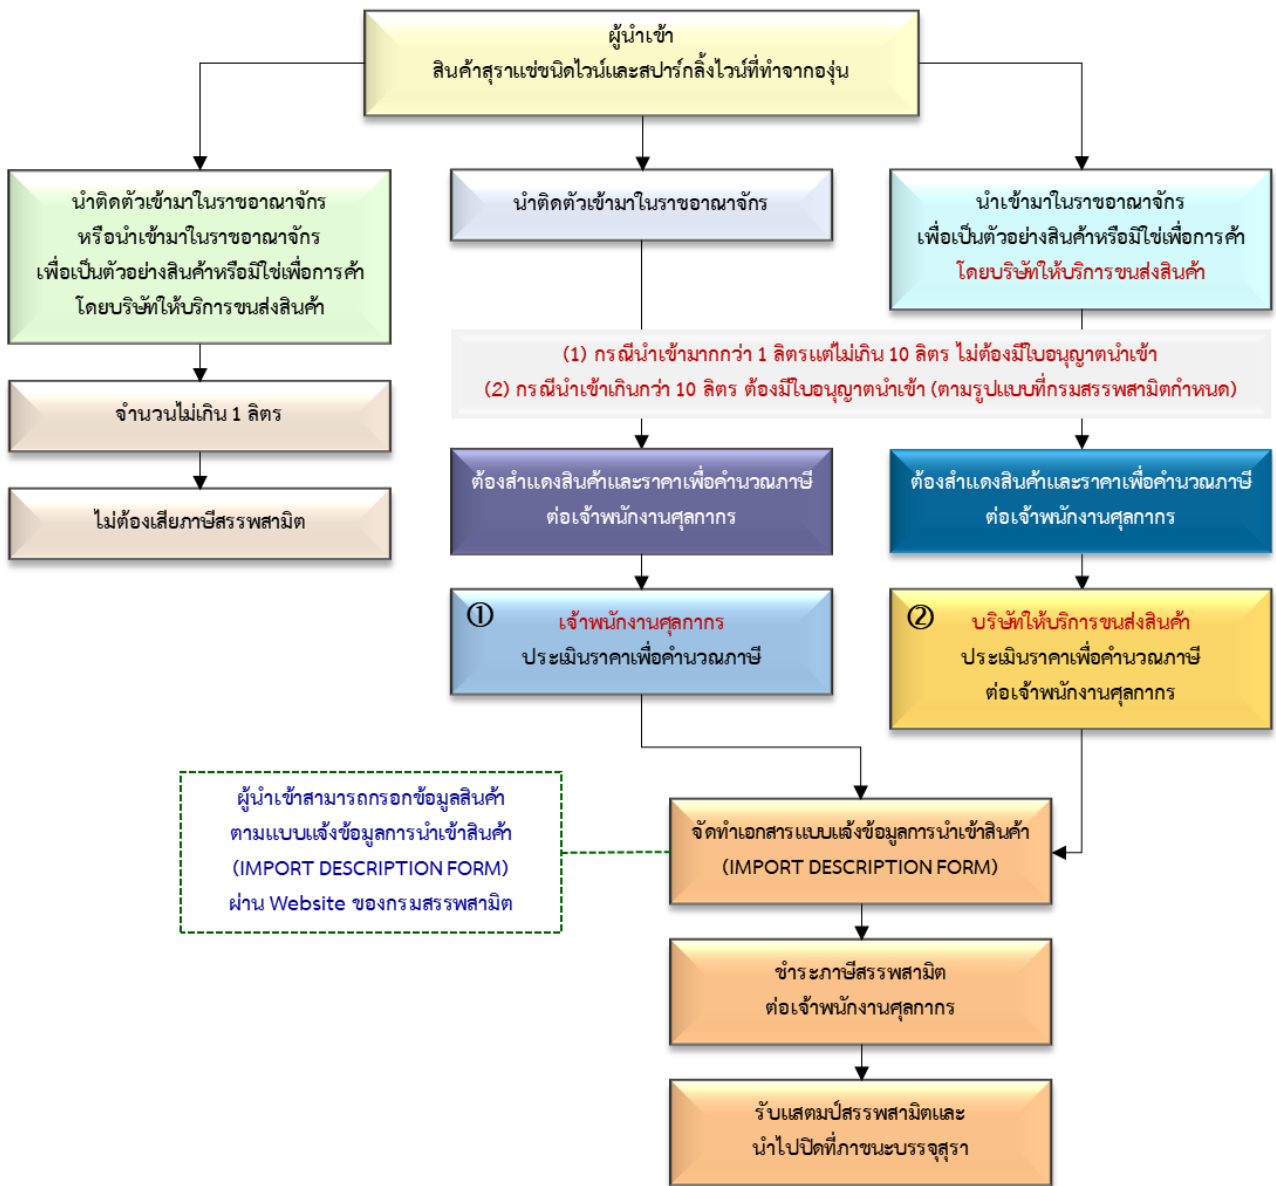 ผู้นำเข้า
สินค้าสุราแช่ชนิดไวน์และสปาร์กลิ้งไวน์ที่ทำจากองุ่น
นำติดตัวเข้ามาในราชอาณาจักร
หรือนำเข้ามาในราชอาณาจักร
เพื่อเป็นตัวอย่างสินค้าหรือมิใช่เพื่อการค้า
โดยบริษัทให้บริการขนส่งสินค้า
จำนวนไม่เกิน 1 ลิตร
ไม่ต้องเสียภาษีสรรพสามิต
นำติดตัวเข้ามาในราชอาณาจักร
นำเข้ามาในราชอาณาจักร
เพื่อเป็นตัวอย่างสินค้าหรือมิใช่เพื่อการค้า
โดยบริษัทให้บริการขนส่งสินค้า
(1) กรณีนำเข้ามากกว่า 1 ลิตรแต่ไม่เกิน 10 ลิตร ไม่ต้องมีใบอนุญาตนำเข้า
(2) กรณีนำเข้าเกินกว่า 10 ลิตร ต้องมีใบอนุญาตนำเข้า (ตามรูปแบบที่กรมสรรพสามิตกำหนด)
ต้องสำแดงสินค้าและราคาเพื่อคำนวณภาษี
ต่อเจ้าพนักงานศุลกากร
ต้องสำแดงสินค้าและราคาเพื่อคำนวณภาษี
ต่อเจ้าพนักงานศุลกากร
① เจ้าพนักงานศุลกากร
ประเมินราคาเพื่อคำนวณภาษี
② บริษัทให้บริการขนส่งสินค้า
ประเมินราคาเพื่อคำนวณภาษี
ต่อเจ้าพนักงานศุลกากร
ผู้นำเข้าสามารถกรอกข้อมูลสินค้า
ตามแบบแจ้งข้อมูลการนำเข้าสินค้า
(IMPORT DESCRIPTION FORM)
ผ่าน Website ของกรมสรรพสามิต
จัดทำเอกสารแบบแจ้งข้อมูลการนำเข้าสินค้า
(IMPORT DESCRIPTION FORM)
ชำระภาษีสรรพสามิต
ต่อเจ้าพนักงานศุลกากร
รับแสตมป์สรรพสามิตและ
นำไปปิดที่ภาชนะบรรจุสุรา